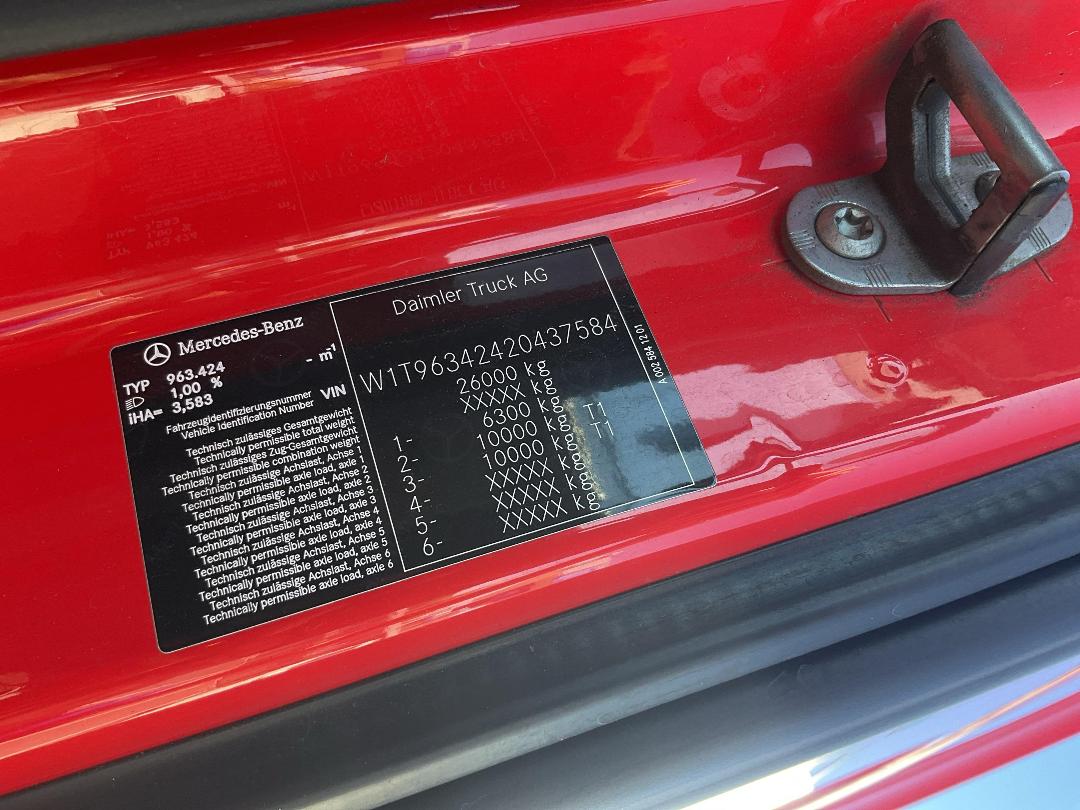 Mercedes-Benz
TYP 963.424
1,00 % - m⁻¹
iHA= 3,583
Fahrzeugidentifizierungsnummer
Vehicle Identification Number VIN
Technisch zulässiges Gesamtgewicht
Technically permissible total weight
Technisch zulässiges Zug-Gesamtgewicht
Technically permissible combination weight
Technisch zulässige Achslast, Achse 1
Technically permissible axle load, axle 1
Technisch zulässige Achslast, Achse 2
Technically permissible axle load, axle 2
Technisch zulässige Achslast, Achse 3
Technically permissible axle load, axle 3
Technisch zulässige Achslast, Achse 4
Technically permissible axle load, axle 4
Technisch zulässige Achslast, Achse 5
Technically permissible axle load, axle 5
Technisch zulässige Achslast, Achse 6
Technically permissible axle load, axle 6
Daimler Truck AG
W1T96342420437584
26000 kg
XXXXX kg
1- 6300 kg T1
2- 10000 kg T1
3- 10000 kg
4- XXXXX kg
5- XXXXX kg
6- XXXXX kg
A 002 584 12 01